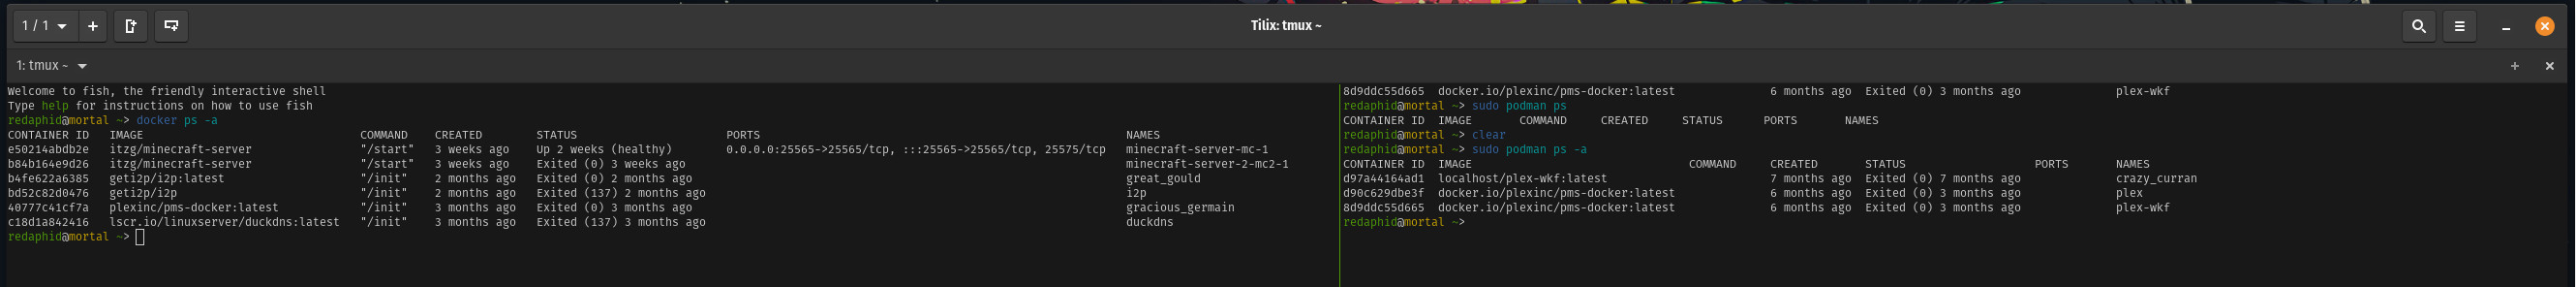 1 / 1
Tilix: tmux ~
1: tmux ~
Welcome to fish, the friendly interactive shell
Type help for instructions on how to use fish
redaphid@mortal ~> docker ps -a
CONTAINER ID   IMAGE                             COMMAND    CREATED        STATUS                      PORTS                                                    NAMES
e50214abdb2e   itzg/minecraft-server             "/start"   3 weeks ago    Up 2 weeks (healthy)        0.0.0.0:25565->25565/tcp, :::25565->25565/tcp, 25575/tcp   minecraft-server-mc-1
b84b164e9d26   itzg/minecraft-server             "/start"   3 weeks ago    Exited (0) 3 weeks ago                                                               minecraft-server-2-mc2-1
b4fe622a6385   geti2p/i2p:latest                 "/init"    2 months ago   Exited (0) 2 months ago                                                              great_gould
bd52c82d0476   geti2p/i2p                        "/init"    2 months ago   Exited (137) 2 months ago                                                            i2p
40777c41cf7a   plexinc/pms-docker:latest         "/init"    3 months ago   Exited (0) 3 months ago                                                              gracious_germain
c18d1a842416   lscr.io/linuxserver/duckdns:latest   "/init"    3 months ago   Exited (137) 3 months ago                                                         duckdns
redaphid@mortal ~>
8d9ddc55d665  docker.io/plexinc/pms-docker:latest              6 months ago  Exited (0) 3 months ago              plex-wkf
redaphid@mortal ~> sudo podman ps
CONTAINER ID  IMAGE       COMMAND     CREATED     STATUS      PORTS       NAMES
redaphid@mortal ~> clear
redaphid@mortal ~> sudo podman ps -a
CONTAINER ID  IMAGE                                COMMAND     CREATED       STATUS                   PORTS       NAMES
d97a44164ad1  localhost/plex-wkf:latest                        7 months ago  Exited (0) 7 months ago              crazy_curran
d90c629dbe3f  docker.io/plexinc/pms-docker:latest              6 months ago  Exited (0) 3 months ago              plex
8d9ddc55d665  docker.io/plexinc/pms-docker:latest              6 months ago  Exited (0) 3 months ago              plex-wkf
redaphid@mortal ~>